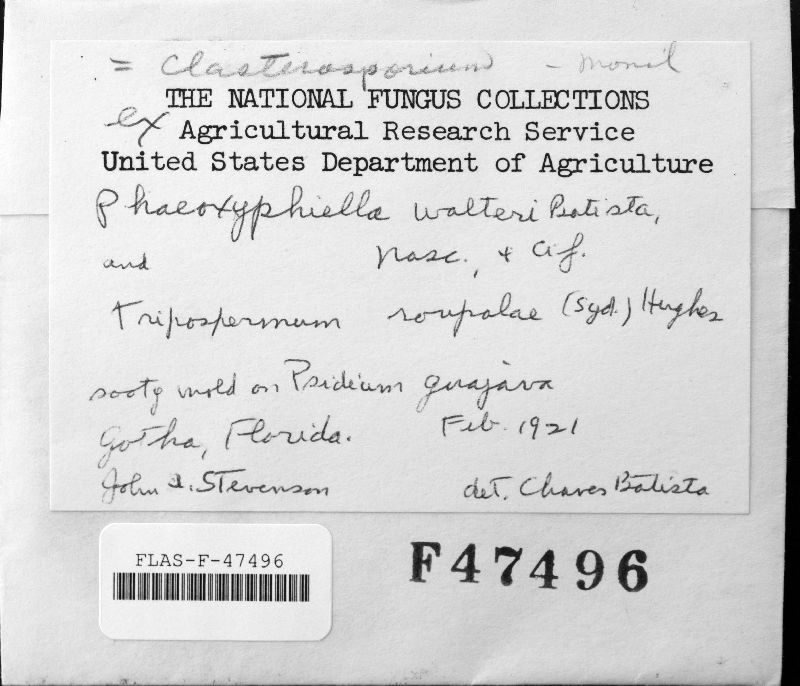 = Clasterosporium - monil
THE NATIONAL FUNGUS COLLECTIONS
ex Agricultural Research Service
United States Department of Agriculture
Phaeoxyphiella walteri Batista,
and Nasc., & Cif.
Tripospermum roupalae (Syd.) Hughes
sooty mold on Psidium guajava
Gotha, Florida. Feb. 1921
John A. Stevenson det. Chaves Batista
FLAS-F-47496
F47496